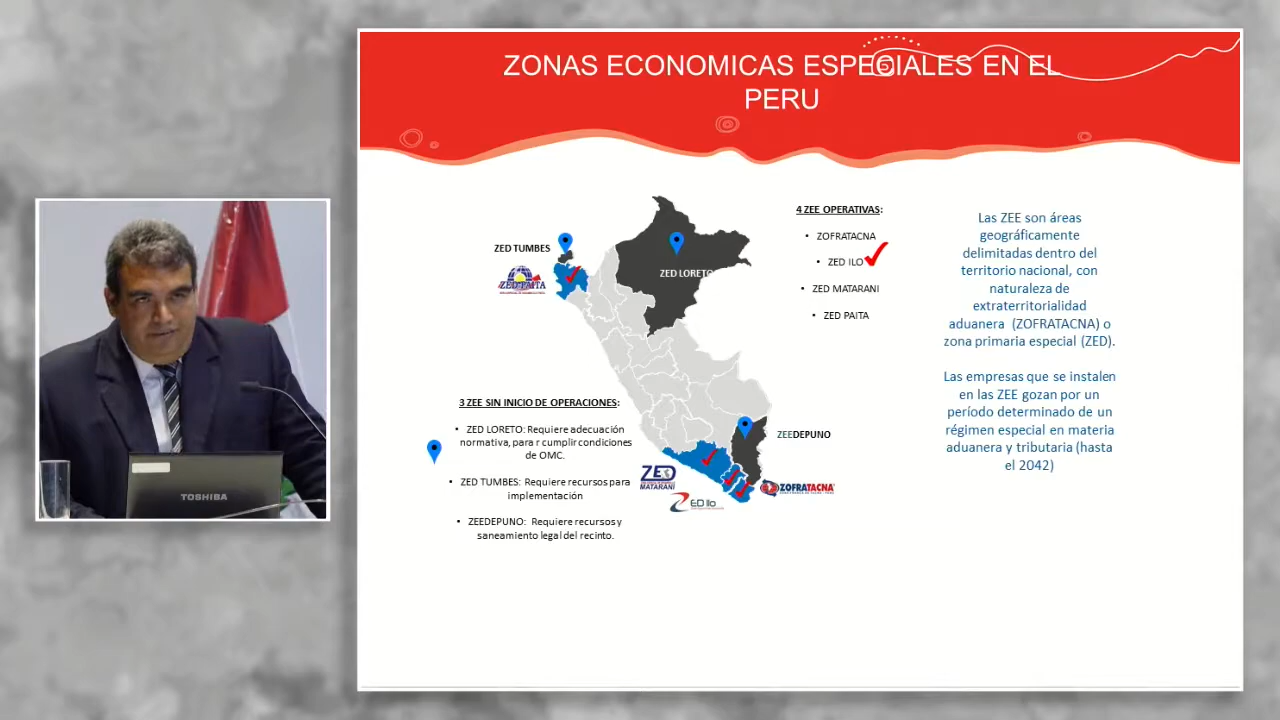 ZONAS ECONOMICAS ESPECIALES EN EL
PERU
ZED TUMBES
ZED PAITA
ZED LORETO
4 ZEE OPERATIVAS:
• ZOFRATACNA
• ZED ILO
• ZED MATARANI
• ZED PAITA
Las ZEE son áreas
geográficamente
delimitadas dentro del
territorio nacional, con
naturaleza de
extraterritorialidad
aduanera (ZOFRATACNA) o
zona primaria especial (ZED).
Las empresas que se instalen
en las ZEE gozan por un
período determinado de un
régimen especial en materia
aduanera y tributaria (hasta
el 2042)
3 ZEE SIN INICIO DE OPERACIONES:
• ZED LORETO: Requiere adecuación
normativa, para r cumplir condiciones
de OMC.
• ZED TUMBES: Requiere recursos para
implementación
• ZEEDEPUNO: Requiere recursos y
saneamiento legal del recinto.
ZEEDEPUNO
ZED
MATARANI
ZED Ilo
ZOFRATACNA
TOSHIBA